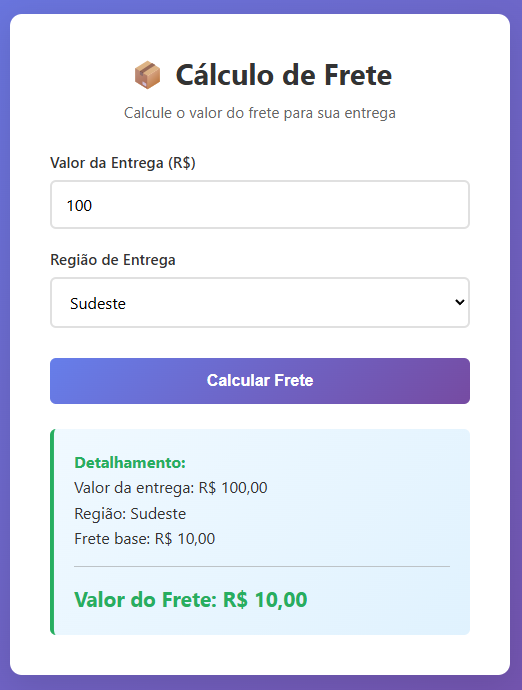 Cálculo de Frete
Calcule o valor do frete para sua entrega
Valor da Entrega (R$)
100
Região de Entrega
Sudeste
Calcular Frete
Detalhamento:
Valor da entrega: R$ 100,00
Região: Sudeste
Frete base: R$ 10,00
Valor do Frete: R$ 10,00